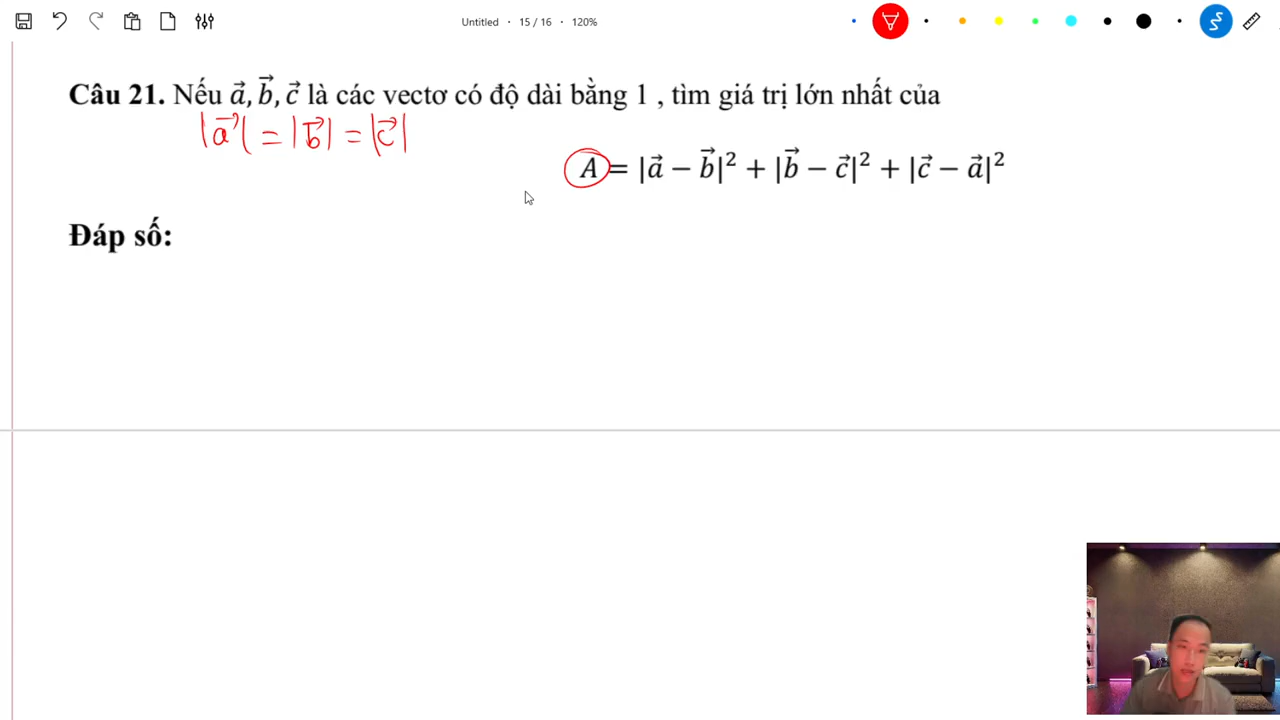 Untitled • 15 / 16 • 120%
Câu 21. Nếu a⃗, b⃗, c⃗ là các vectơ có độ dài bằng 1 , tìm giá trị lớn nhất của
|a⃗| = |b⃗| = |c⃗|
A = |a⃗ − b⃗|² + |b⃗ − c⃗|² + |c⃗ − a⃗|²
Đáp số: